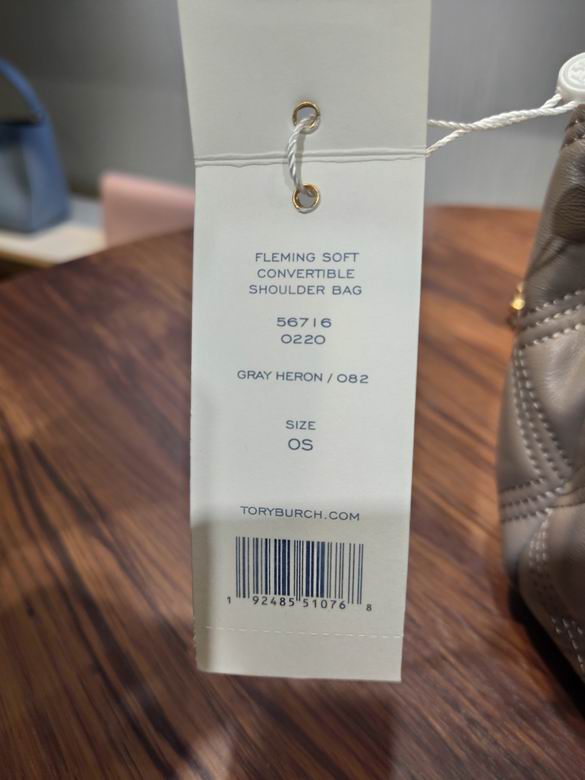 FLEMING SOFT
CONVERTIBLE
SHOULDER BAG
56716
0220
GRAY HERON / 082
SIZE
OS
TORYBURCH.COM
1 92485 51076 8